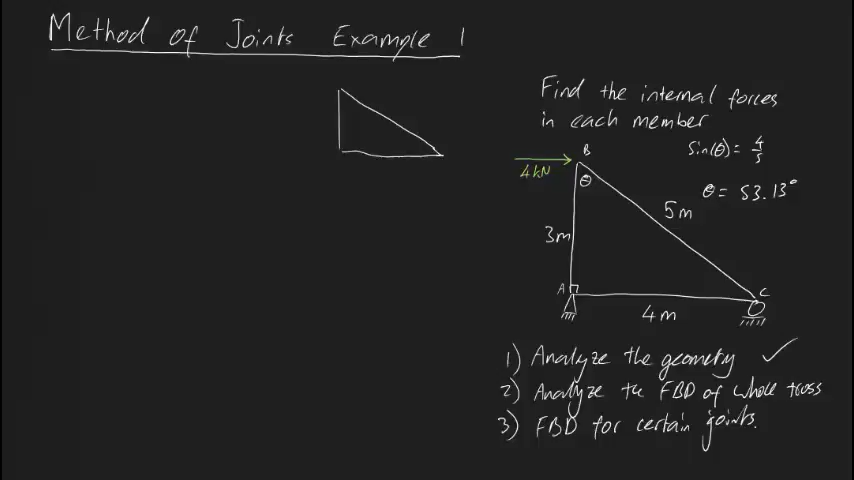 Method of Joints Example 1
Find the internal forces
in each member
sin(θ) = 4/5
θ = 53.13°
4kN
B
θ
5m
3m
A
C
4m
1) Analyze the geometry ✓
2) Analyze the FBD of whole truss
3) FBD for certain joints.